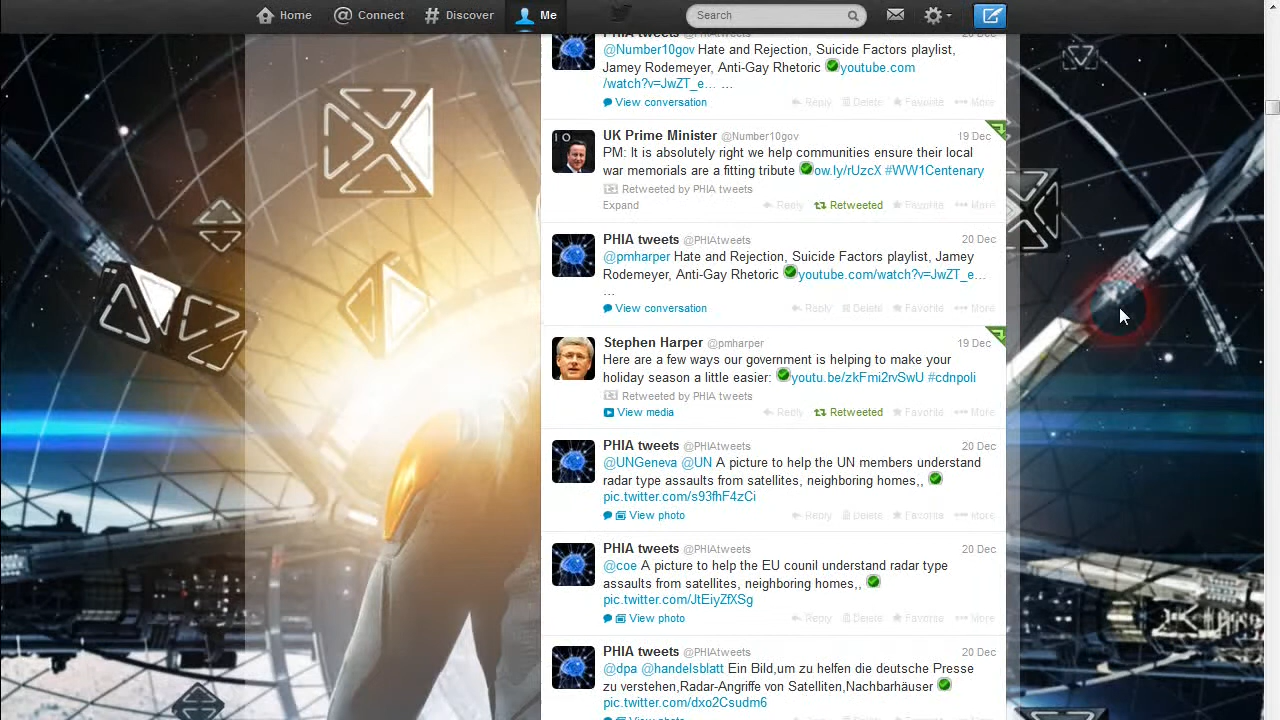 Home
Connect
Discover
Me
Search
PHIA tweets @PHIAtweets 20 Dec
@Number10gov Hate and Rejection, Suicide Factors playlist,
Jamey Rodemeyer, Anti-Gay Rhetoric youtube.com
/watch?v=JwZT_e… …
View conversation Reply Delete Favorite More
UK Prime Minister @Number10gov 19 Dec
PM: It is absolutely right we help communities ensure their local
war memorials are a fitting tribute ow.ly/rUzcX #WW1Centenary
Retweeted by PHIA tweets
Expand Reply Retweeted Favorite More
PHIA tweets @PHIAtweets 20 Dec
@pmharper Hate and Rejection, Suicide Factors playlist, Jamey
Rodemeyer, Anti-Gay Rhetoric youtube.com/watch?v=JwZT_e…
…
View conversation Reply Delete Favorite More
Stephen Harper @pmharper 19 Dec
Here are a few ways our government is helping to make your
holiday season a little easier: youtu.be/zkFmi2rvSwU #cdnpoli
Retweeted by PHIA tweets
View media Reply Retweeted Favorite More
PHIA tweets @PHIAtweets 20 Dec
@UNGeneva @UN A picture to help the UN members understand
radar type assaults from satellites, neighboring homes,,
pic.twitter.com/s93fhF4zCi
View photo Reply Delete Favorite More
PHIA tweets @PHIAtweets 20 Dec
@coe A picture to help the EU counil understand radar type
assaults from satellites, neighboring homes,,
pic.twitter.com/JtEiyZfXSg
View photo Reply Delete Favorite More
PHIA tweets @PHIAtweets 20 Dec
@dpa @handelsblatt Ein Bild,um zu helfen die deutsche Presse
zu verstehen,Radar-Angriffe von Satelliten,Nachbarhäuser
pic.twitter.com/dxo2Csudm6